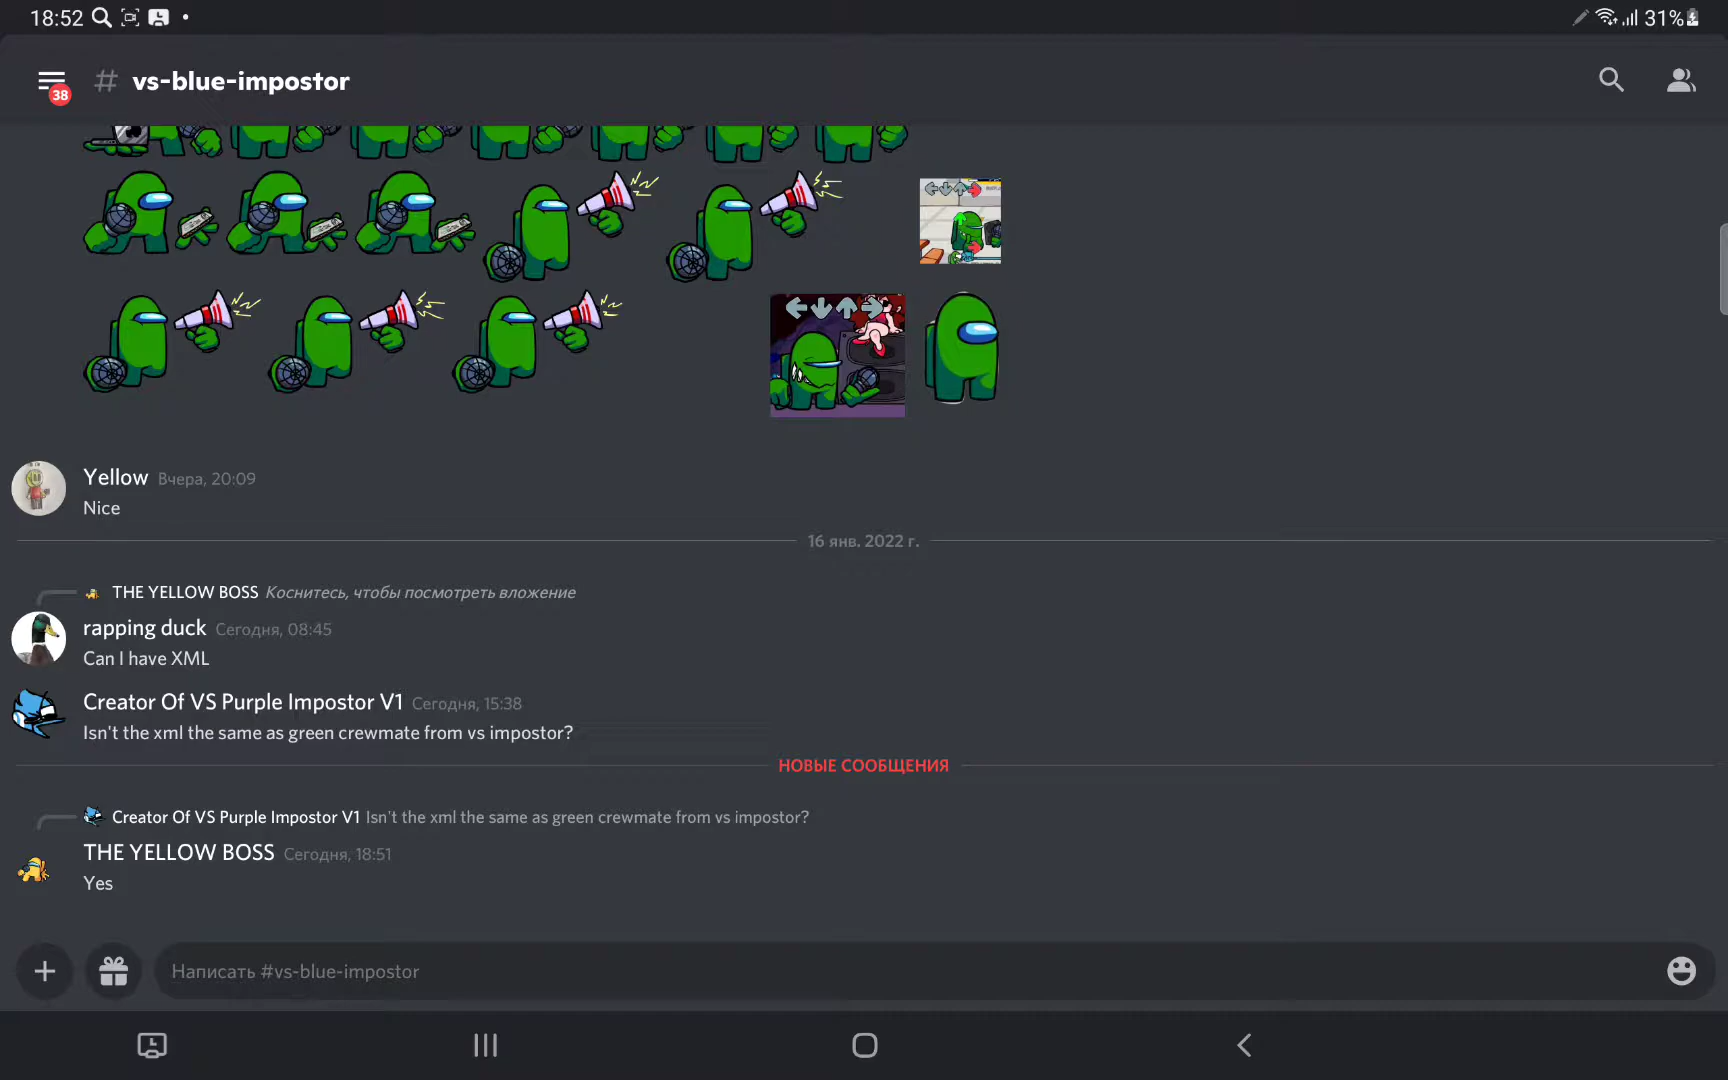 18:52
31%
38
# vs-blue-impostor
Yellow Вчера, 20:09
Nice
16 янв. 2022 г.
THE YELLOW BOSS Коснитесь, чтобы посмотреть вложение
rapping duck Сегодня, 08:45
Can I have XML
Creator Of VS Purple Impostor V1 Сегодня, 15:38
Isn't the xml the same as green crewmate from vs impostor?
НОВЫЕ СООБЩЕНИЯ
Creator Of VS Purple Impostor V1 Isn't the xml the same as green crewmate from vs impostor?
THE YELLOW BOSS Сегодня, 18:51
Yes
Написать #vs-blue-impostor